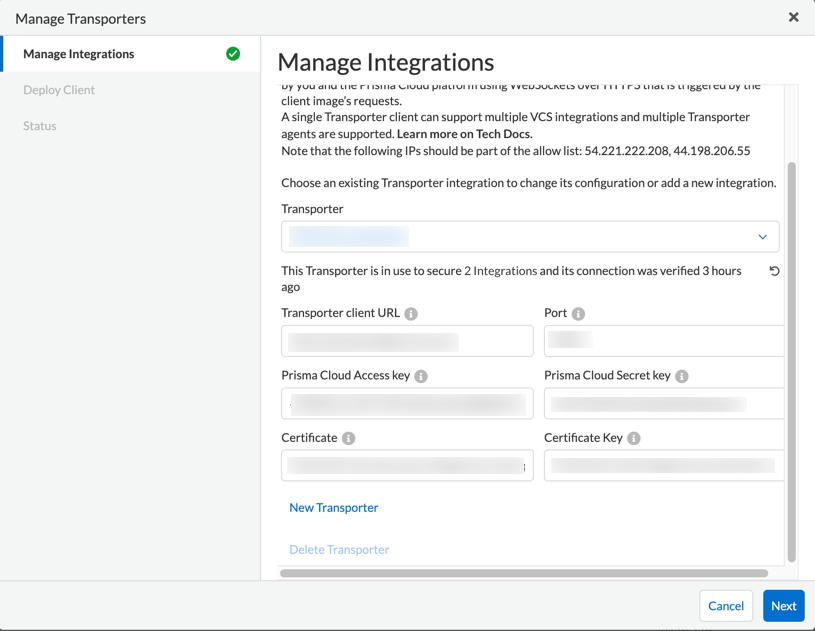 Manage Transporters
Manage Integrations
Deploy Client
Status
Manage Integrations
by you and the Prisma Cloud platform using WebSockets over HTTPS that is triggered by the
client image's requests.
A single Transporter client can support multiple VCS integrations and multiple Transporter
agents are supported. Learn more on Tech Docs.
Note that the following IPs should be part of the allow list: 54.221.222.208, 44.198.206.55
Choose an existing Transporter integration to change its configuration or add a new integration.
Transporter
This Transporter is in use to secure 2 Integrations and its connection was verified 3 hours
ago
Transporter client URL
Port
Prisma Cloud Access key
Prisma Cloud Secret key
Certificate
Certificate Key
New Transporter
Delete Transporter
Cancel
Next